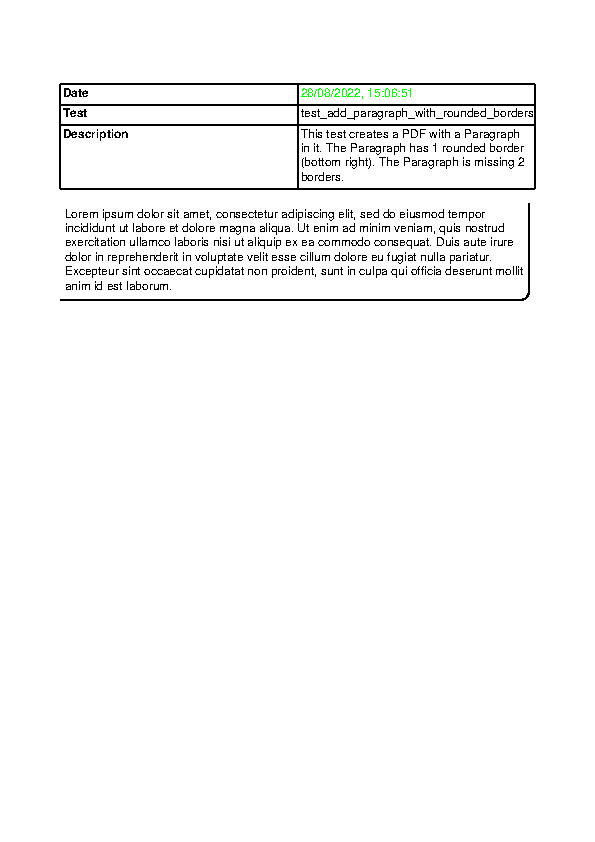 Date 28/08/2022, 15:06:51
Test test_add_paragraph_with_rounded_borders
Description This test creates a PDF with a Paragraph
in it. The Paragraph has 1 rounded border
(bottom right). The Paragraph is missing 2
borders.
Lorem ipsum dolor sit amet, consectetur adipiscing elit, sed do eiusmod tempor
incididunt ut labore et dolore magna aliqua. Ut enim ad minim veniam, quis nostrud
exercitation ullamco laboris nisi ut aliquip ex ea commodo consequat. Duis aute irure
dolor in reprehenderit in voluptate velit esse cillum dolore eu fugiat nulla pariatur.
Excepteur sint occaecat cupidatat non proident, sunt in culpa qui officia deserunt mollit
anim id est laborum.